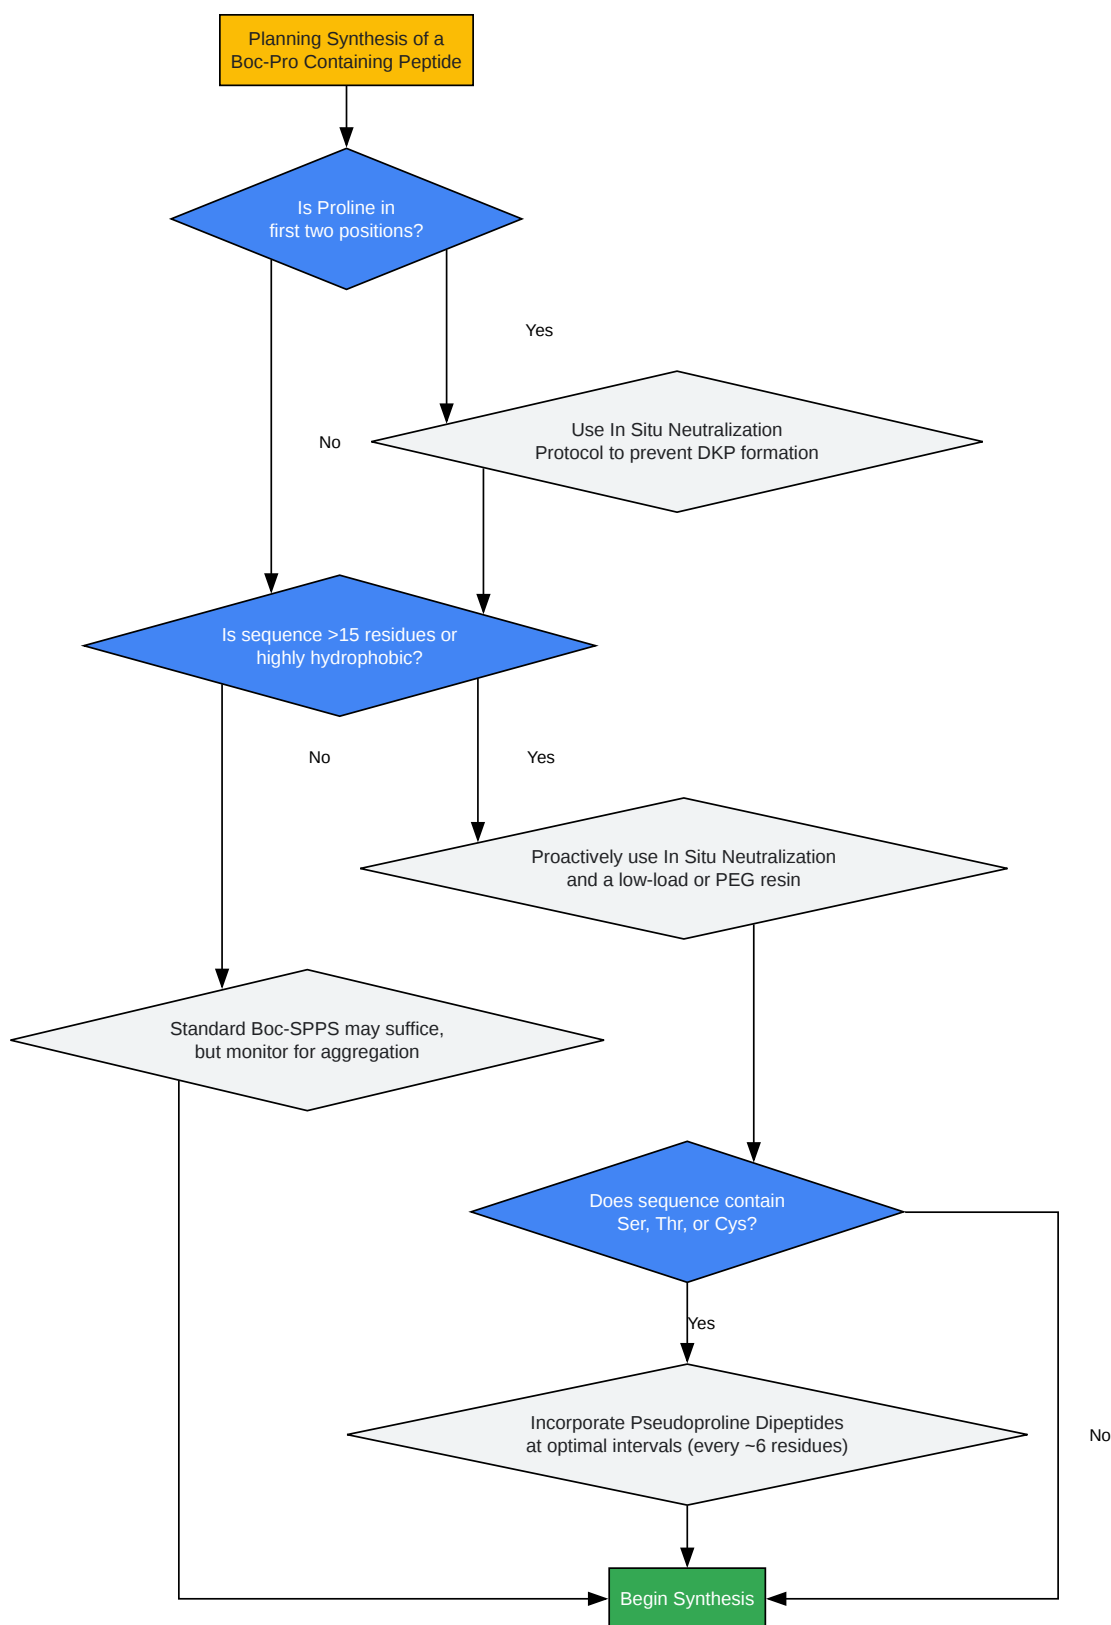 Planning Synthesis of a
Boc-Pro Containing Peptide
Is Proline in
first two positions?
Yes
Use In Situ Neutralization
Protocol to prevent DKP formation
No
Is sequence >15 residues or
highly hydrophobic?
No
Yes
Proactively use In Situ Neutralization
and a low-load or PEG resin
Standard Boc-SPPS may suffice,
but monitor for aggregation
Does sequence contain
Ser, Thr, or Cys?
Yes
Incorporate Pseudoproline Dipeptides
at optimal intervals (every ~6 residues)
No
Begin Synthesis